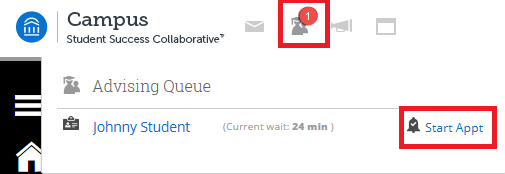 Campus
Student Success Collaborative™
1
Advising Queue
Johnny Student (Current wait: 24 min ) Start Appt